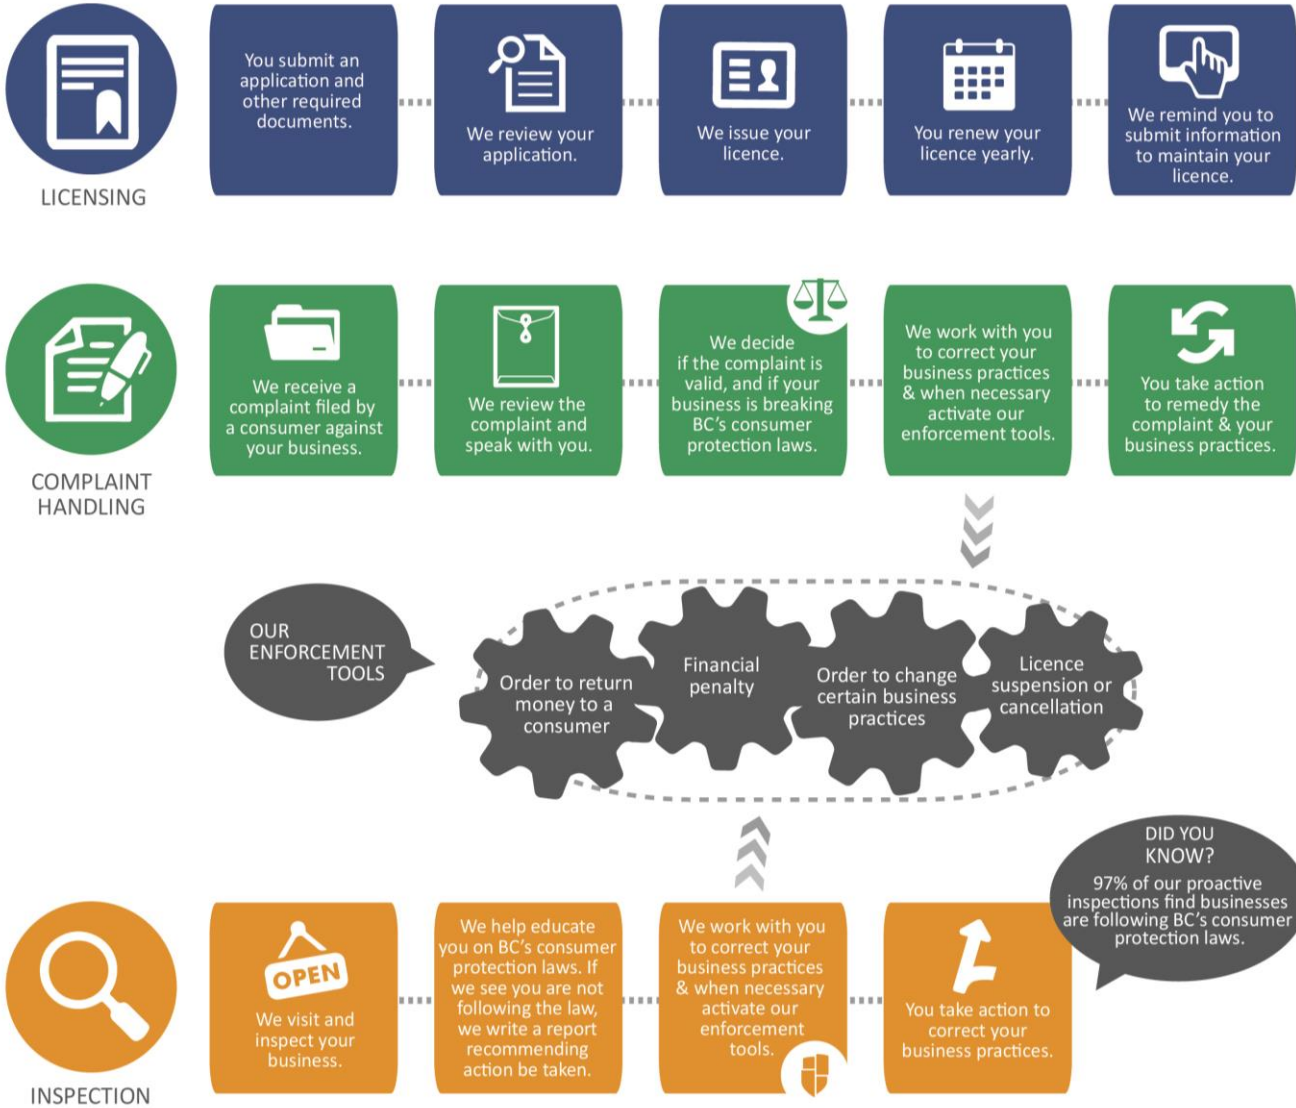 LICENSING
You submit an
application and
other required
documents.
We review your
application.
We issue your
licence.
You renew your
licence yearly.
We remind you to
submit information
to maintain your
licence.
COMPLAINT
HANDLING
We receive a
complaint filed by
a consumer against
your business.
We review the
complaint and
speak with you.
We decide
if the complaint is
valid, and if your
business is breaking
BC's consumer
protection laws.
We work with you
to correct your
business practices
& when necessary
activate our
enforcement tools.
You take action
to remedy the
complaint & your
business practices.
OUR
ENFORCEMENT
TOOLS
Order to return
money to a
consumer
Financial
penalty
Order to change
certain business
practices
Licence
suspension or
cancellation
DID YOU
KNOW?
97% of our proactive
inspections find businesses
are following BC's consumer
protection laws.
INSPECTION
OPEN
We visit and
inspect your
business.
We help educate
you on BC's consumer
protection laws. If
we see you are not
following the law,
we write a report
recommending
action be taken.
We work with you
to correct your
business practices
& when necessary
activate our
enforcement
tools.
You take action to
correct your
business practices.